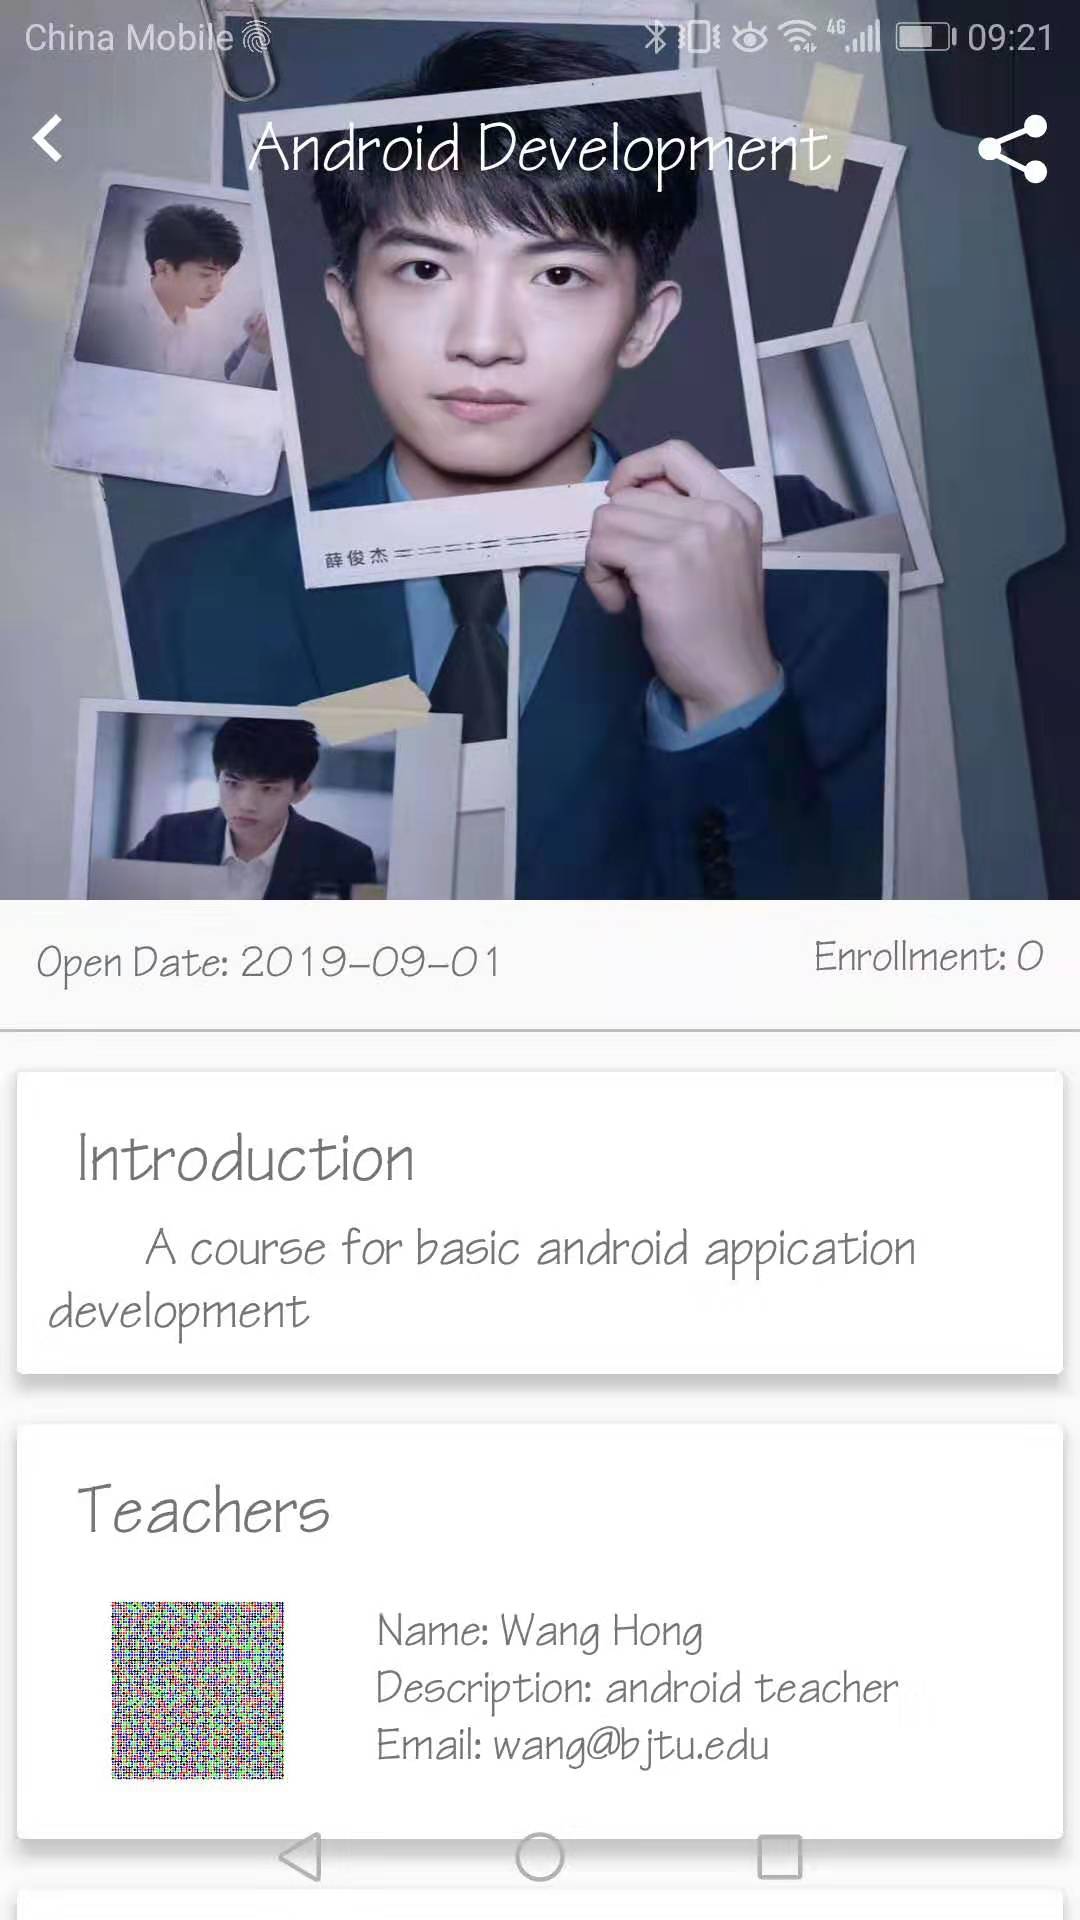 China Mobile
4G
09:21
Android Development
薛俊杰
Open Date: 2019-09-01
Enrollment: 0
Introduction
A course for basic android appication
development
Teachers
Name: Wang Hong
Description: android teacher
Email: wang@bjtu.edu